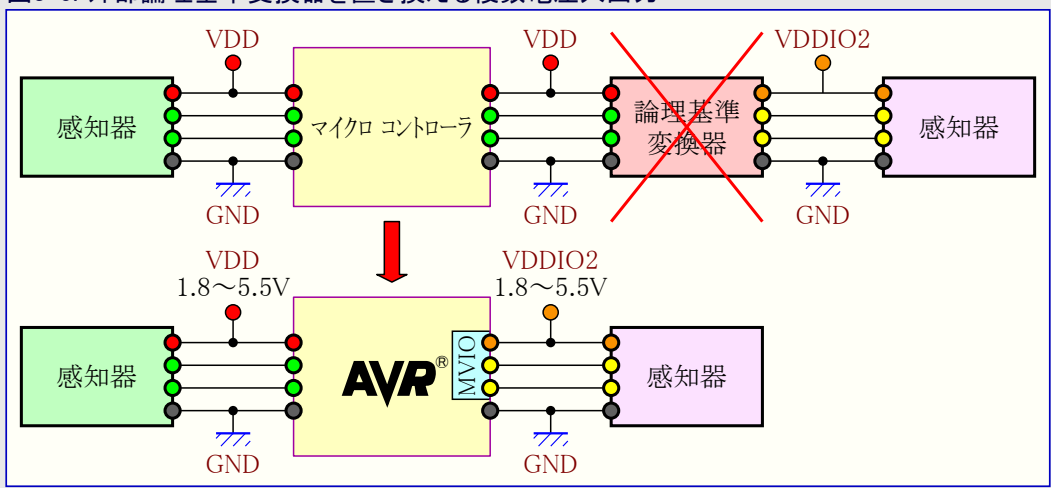 VDD
VDD
VDDIO2
感知器
マイクロ コントローラ
論理基準
変換器
感知器
GND
GND
GND
VDD
1.8～5.5V
VDDIO2
1.8～5.5V
感知器
AVR®
MVIO
感知器
GND
GND